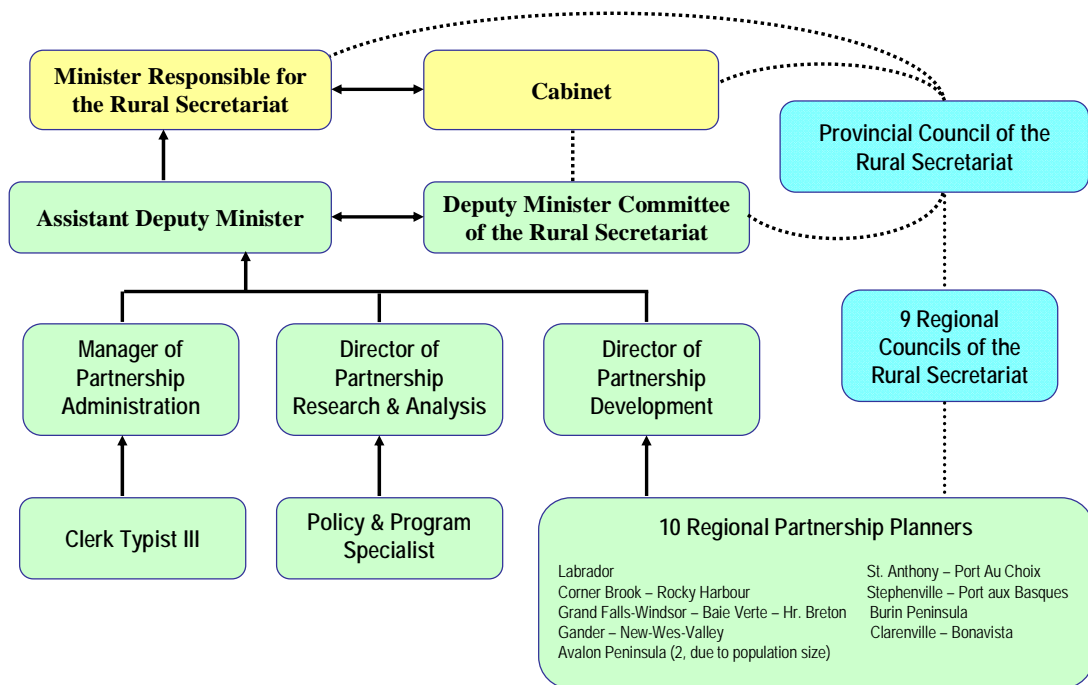 Minister Responsible for
the Rural Secretariat
Cabinet
Provincial Council of the
Rural Secretariat
Assistant Deputy Minister
Deputy Minister Committee
of the Rural Secretariat
9 Regional
Councils of the
Rural Secretariat
Manager of
Partnership
Administration
Director of
Partnership
Research & Analysis
Director of
Partnership
Development
Clerk Typist III
Policy & Program
Specialist
10 Regional Partnership Planners
Labrador
Corner Brook – Rocky Harbour
Grand Falls-Windsor – Baie Verte – Hr. Breton
Gander – New-Wes-Valley
Avalon Peninsula (2, due to population size)
St. Anthony – Port Au Choix
Stephenville – Port aux Basques
Burin Peninsula
Clarenville – Bonavista